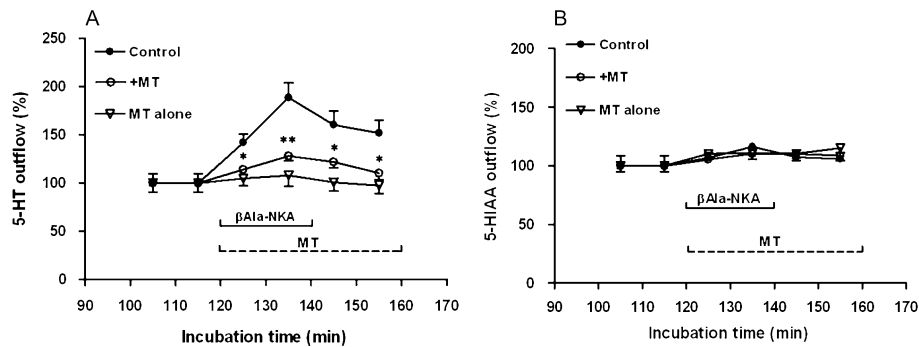 A
250
200
150
100
50
0
5-HT outflow (%)
Control
+MT
MT alone
*
**
*
*
βAla-NKA
MT
90 100 110 120 130 140 150 160 170
Incubation time (min)
B
200
150
100
50
0
5-HIAA outflow (%)
Control
+MT
MT alone
βAla-NKA
MT
90 100 110 120 130 140 150 160 170
Incubation time (min)